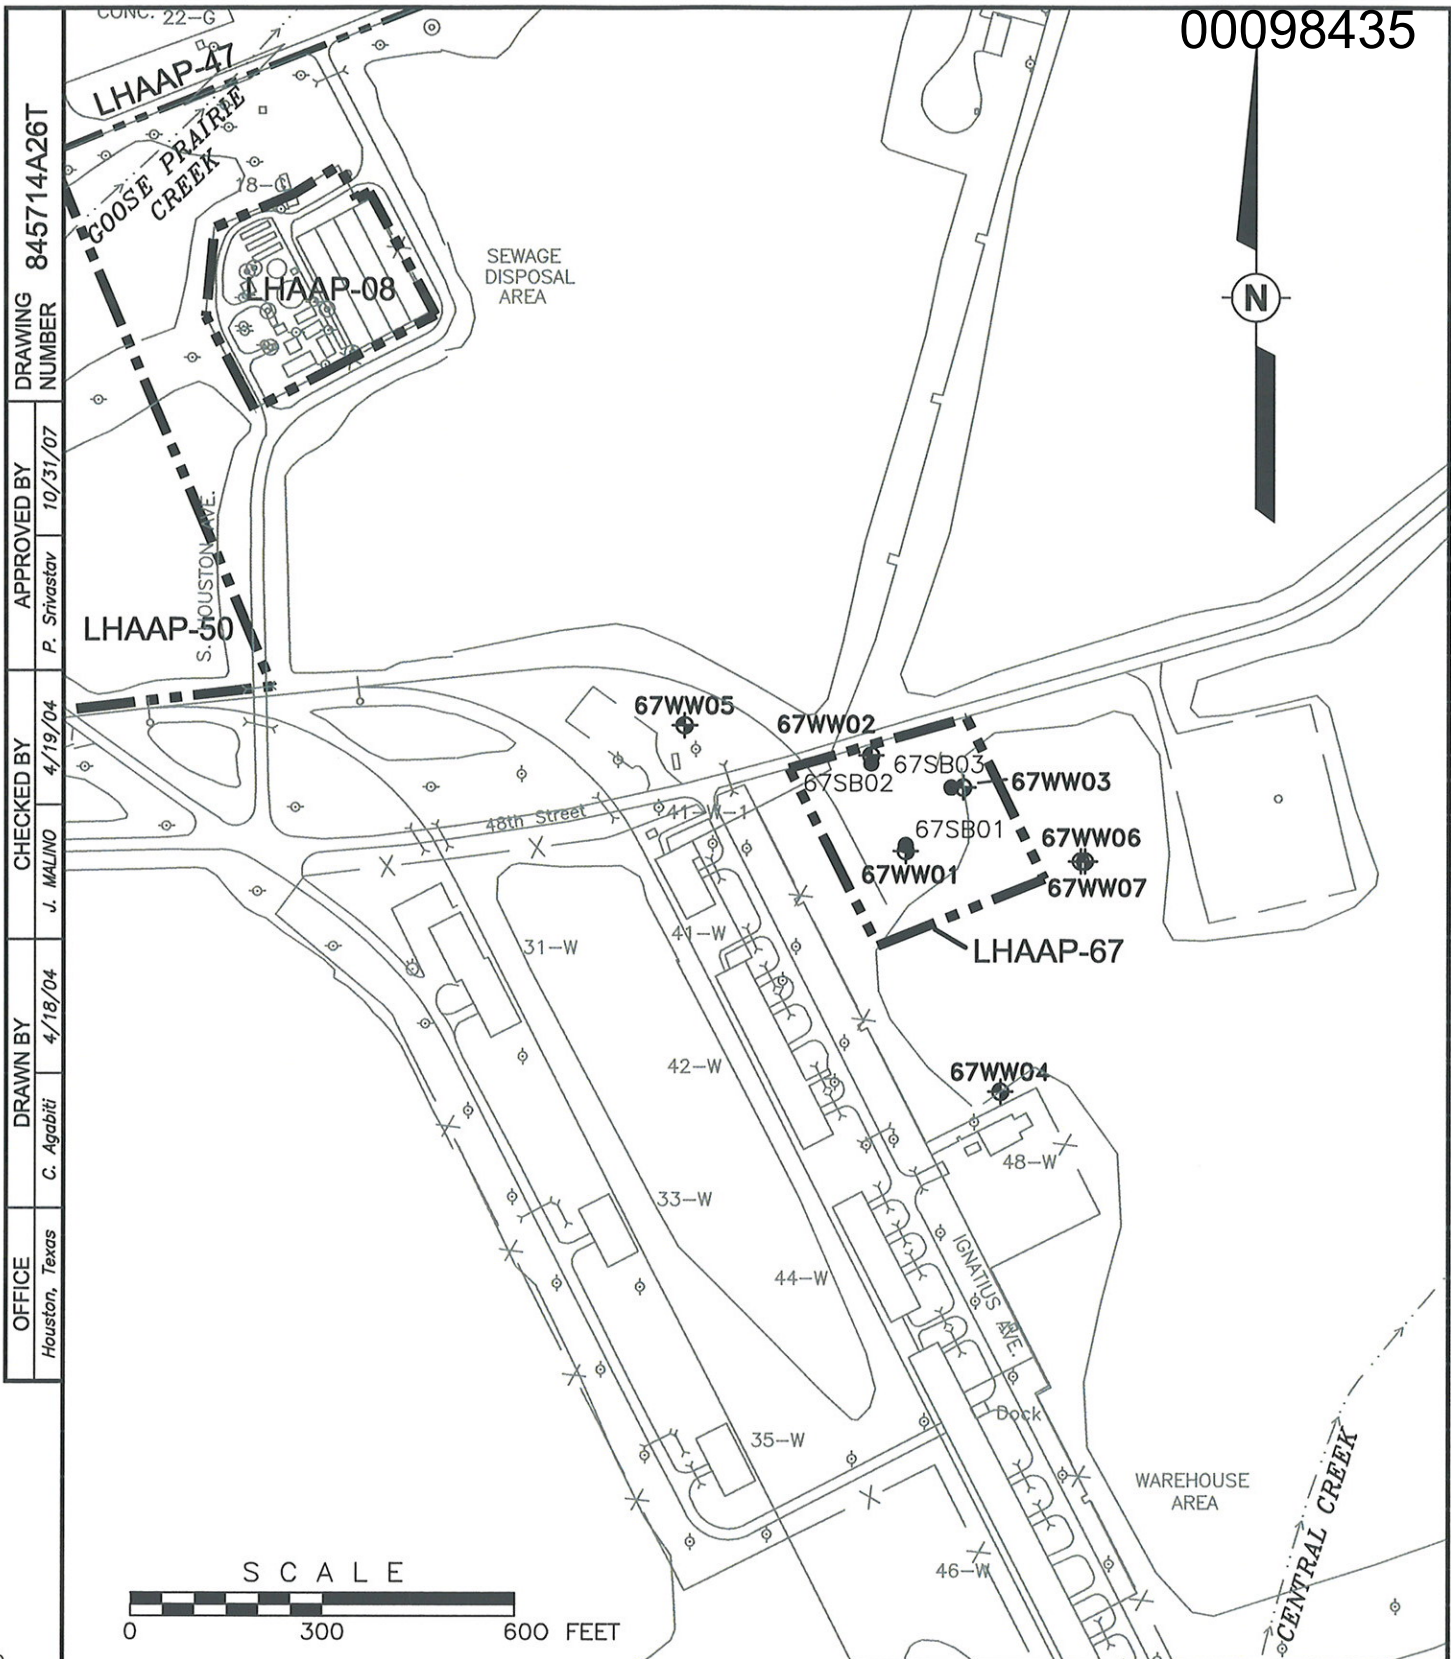 00098435
CONC. 22-G
LHAAP-47
GOOSE PRAIRIE
CREEK
18-G
LHAAP-08
SEWAGE
DISPOSAL
AREA
N
S. HOUSTON AVE.
LHAAP-50
67WW05
67WW02
67SB03
67SB02
67WW03
48th Street
41-W-1
67SB01
67WW06
67WW01
67WW07
41-W
31-W
LHAAP-67
42-W
67WW04
48-W
33-W
IGNATIUS AVE.
44-W
Dock
35-W
WAREHOUSE
AREA
CENTRAL CREEK
46-W
SCALE
0 300 600 FEET
DRAWING
NUMBER
845714A26T
APPROVED BY
P. Srivastav 10/31/07
CHECKED BY
J. MALINO 4/19/04
DRAWN BY
C. Agabiti 4/18/04
OFFICE
Houston, Texas